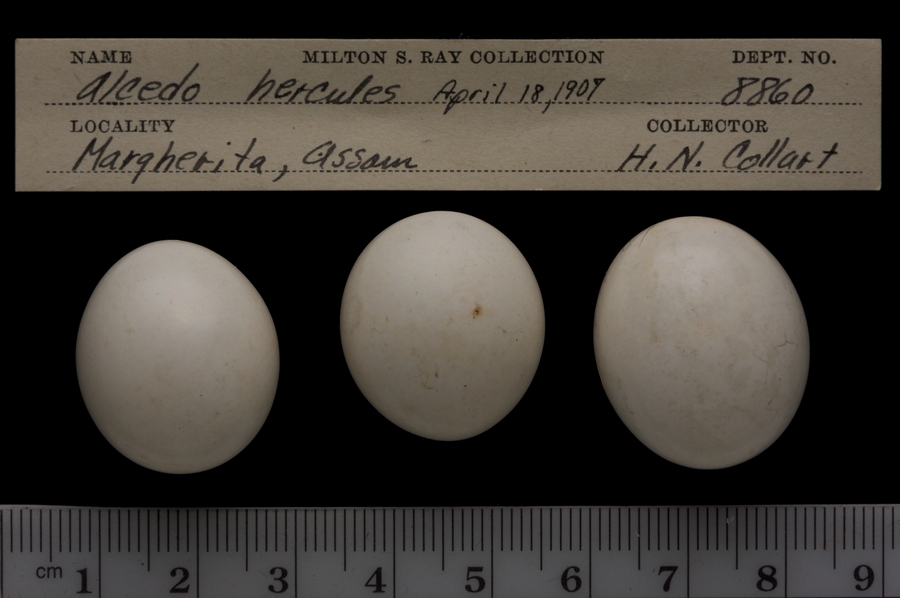 NAME MILTON S. RAY COLLECTION DEPT. NO.
Alcedo hercules April 18, 1907 8860
LOCALITY COLLECTOR
Margherita, Assam H. N. Collart
cm 1 2 3 4 5 6 7 8 9